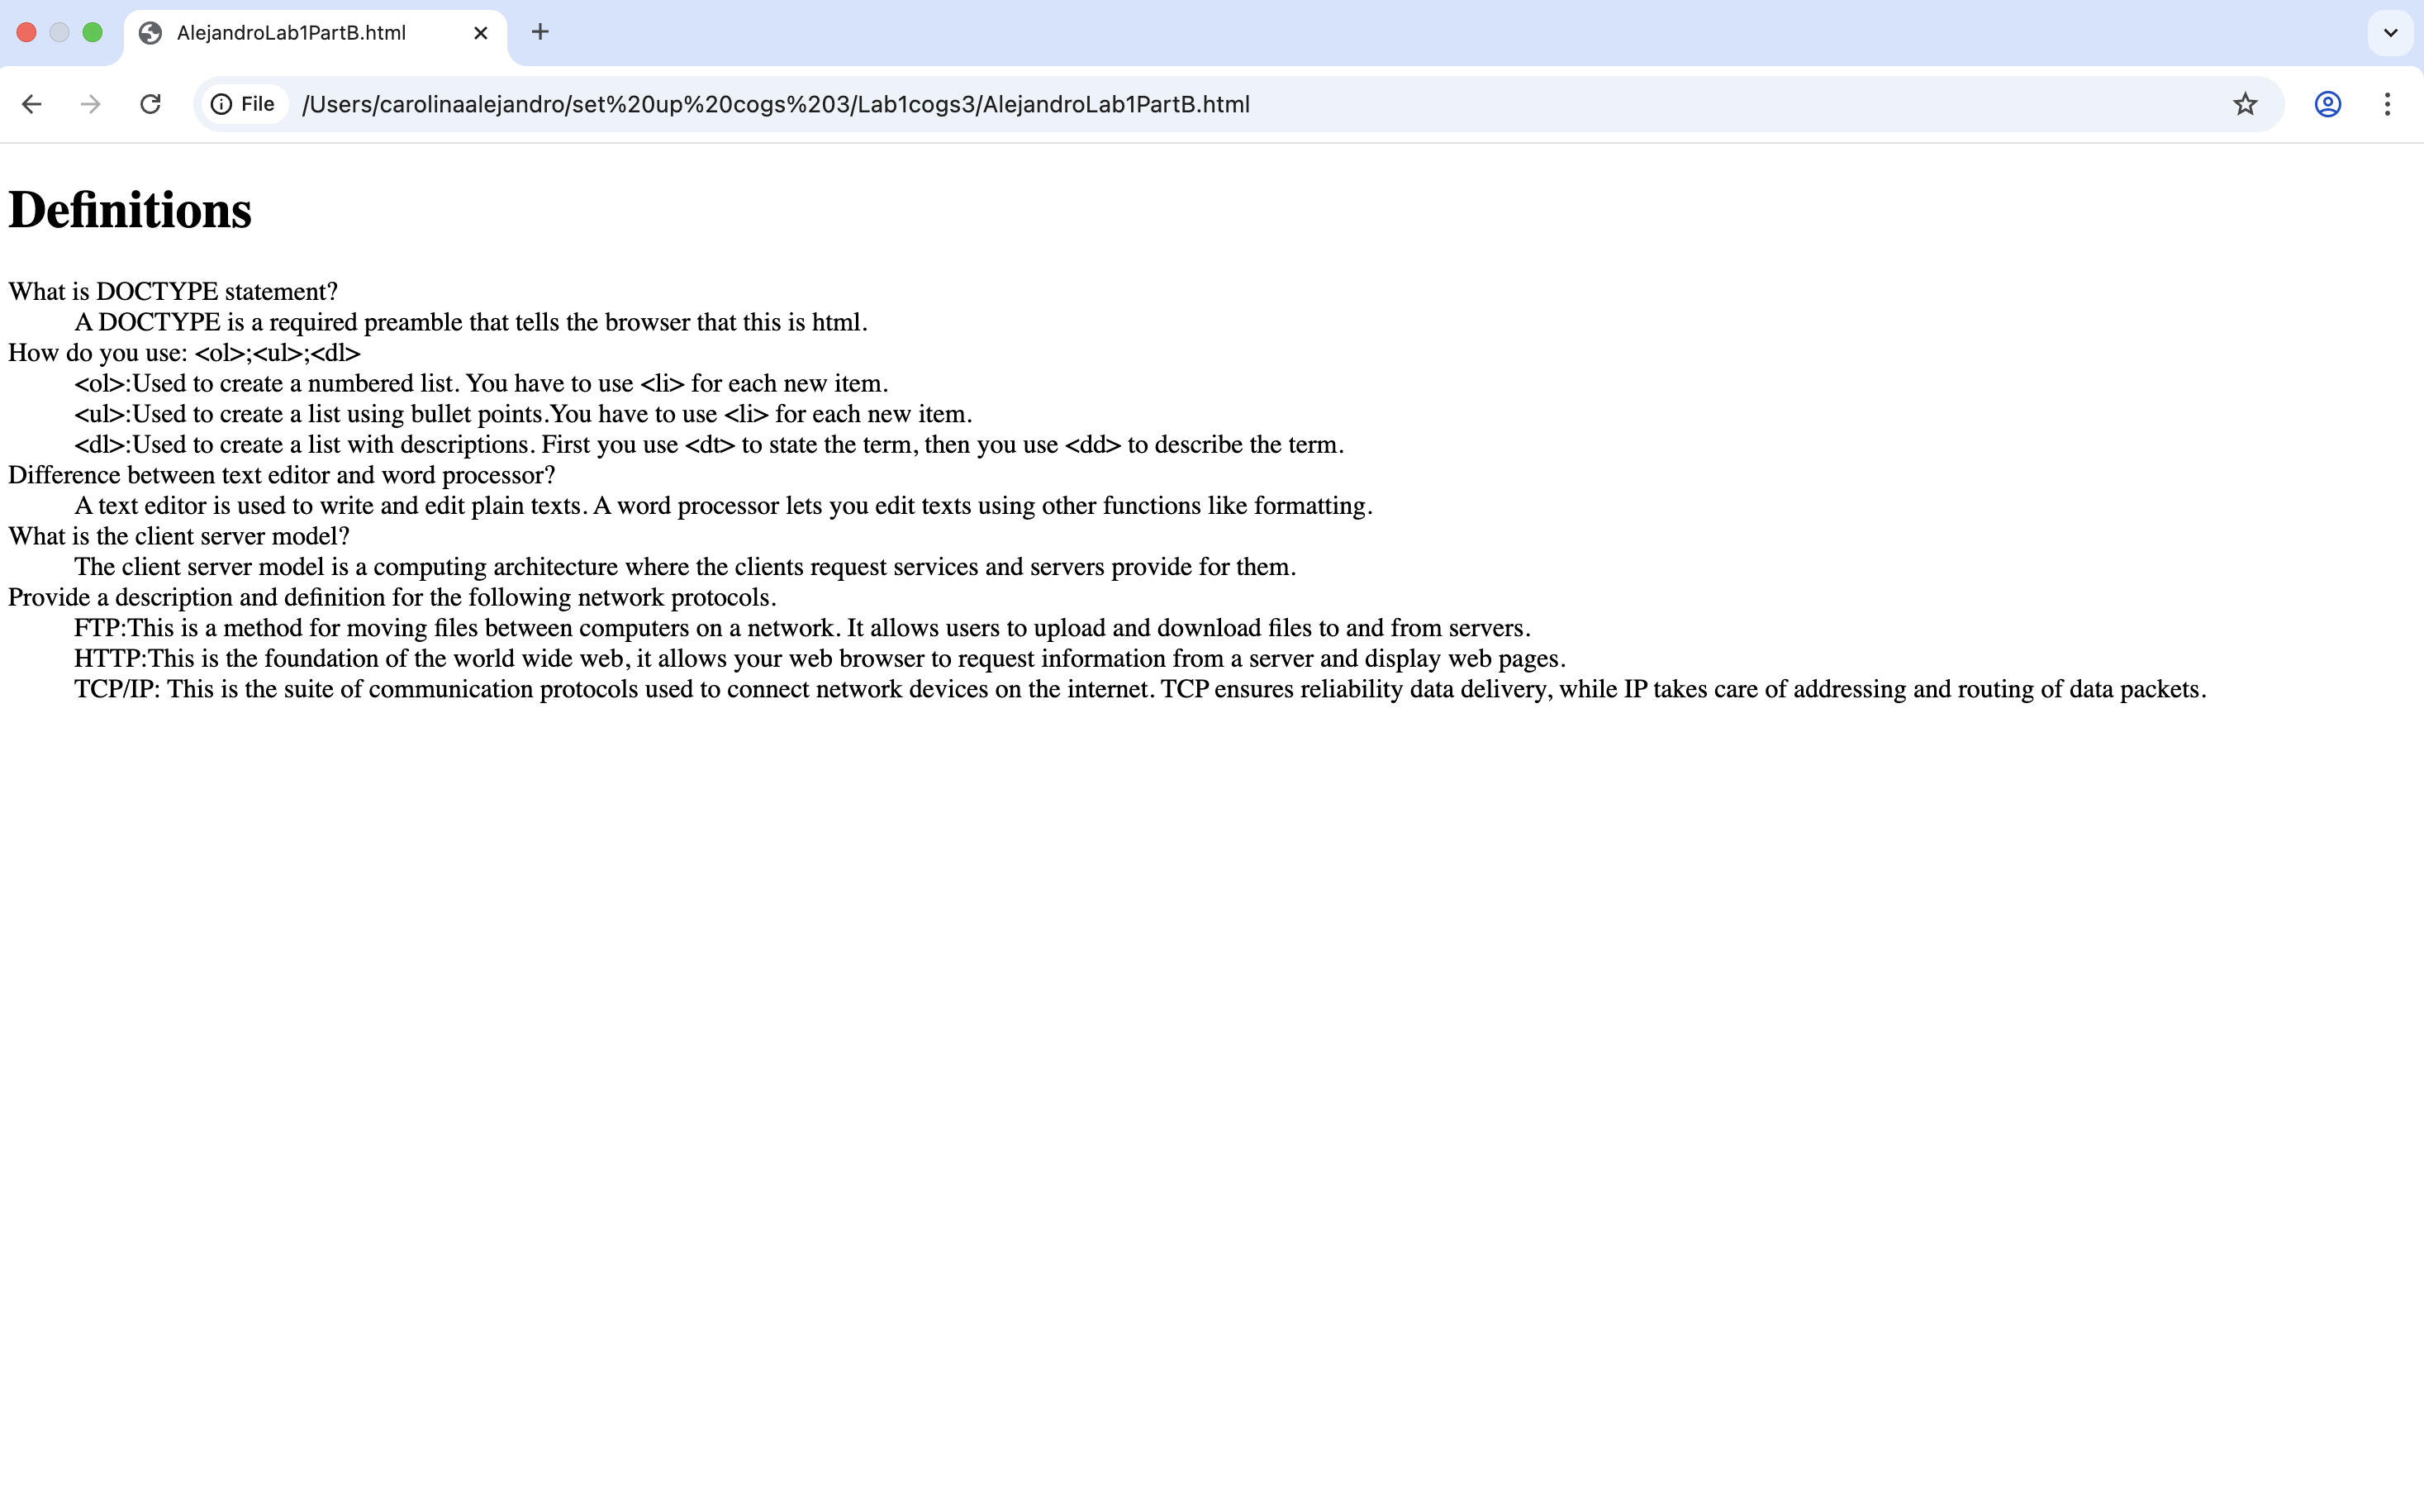 AlejandroLab1PartB.html
File /Users/carolinaalejandro/set%20up%20cogs%203/Lab1cogs3/AlejandroLab1PartB.html
Definitions
What is DOCTYPE statement?
A DOCTYPE is a required preamble that tells the browser that this is html.
How do you use: <ol>;<ul>;<dl>
<ol>:Used to create a numbered list. You have to use <li> for each new item.
<ul>:Used to create a list using bullet points.You have to use <li> for each new item.
<dl>:Used to create a list with descriptions. First you use <dt> to state the term, then you use <dd> to describe the term.
Difference between text editor and word processor?
A text editor is used to write and edit plain texts. A word processor lets you edit texts using other functions like formatting.
What is the client server model?
The client server model is a computing architecture where the clients request services and servers provide for them.
Provide a description and definition for the following network protocols.
FTP:This is a method for moving files between computers on a network. It allows users to upload and download files to and from servers.
HTTP:This is the foundation of the world wide web, it allows your web browser to request information from a server and display web pages.
TCP/IP: This is the suite of communication protocols used to connect network devices on the internet. TCP ensures reliability data delivery, while IP takes care of addressing and routing of data packets.